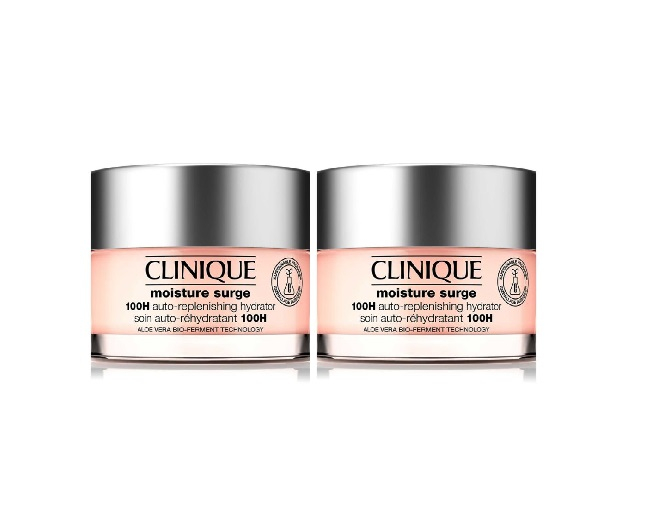 CLINIQUE
moisture surge
100H auto-replenishing hydrator
soin auto-réhydratant 100H
ALOE VERA BIO-FERMENT TECHNOLOGY
CLINIQUE
moisture surge
100H auto-replenishing hydrator
soin auto-réhydratant 100H
ALOE VERA BIO-FERMENT TECHNOLOGY